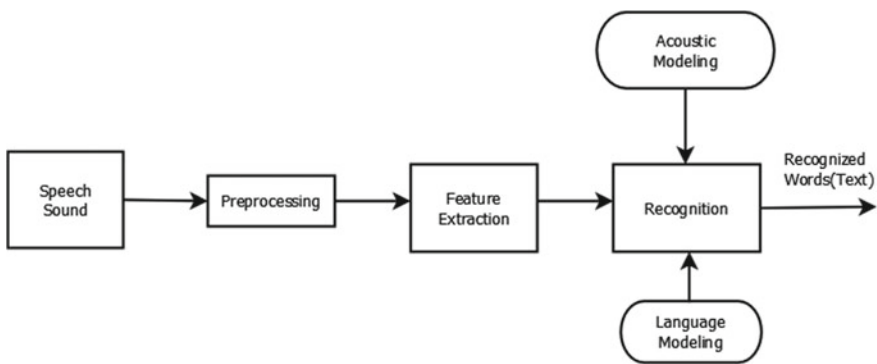 Acoustic
Modeling
Speech
Sound
Preprocessing
Feature
Extraction
Recognition
Recognized
Words(Text)
Language
Modeling